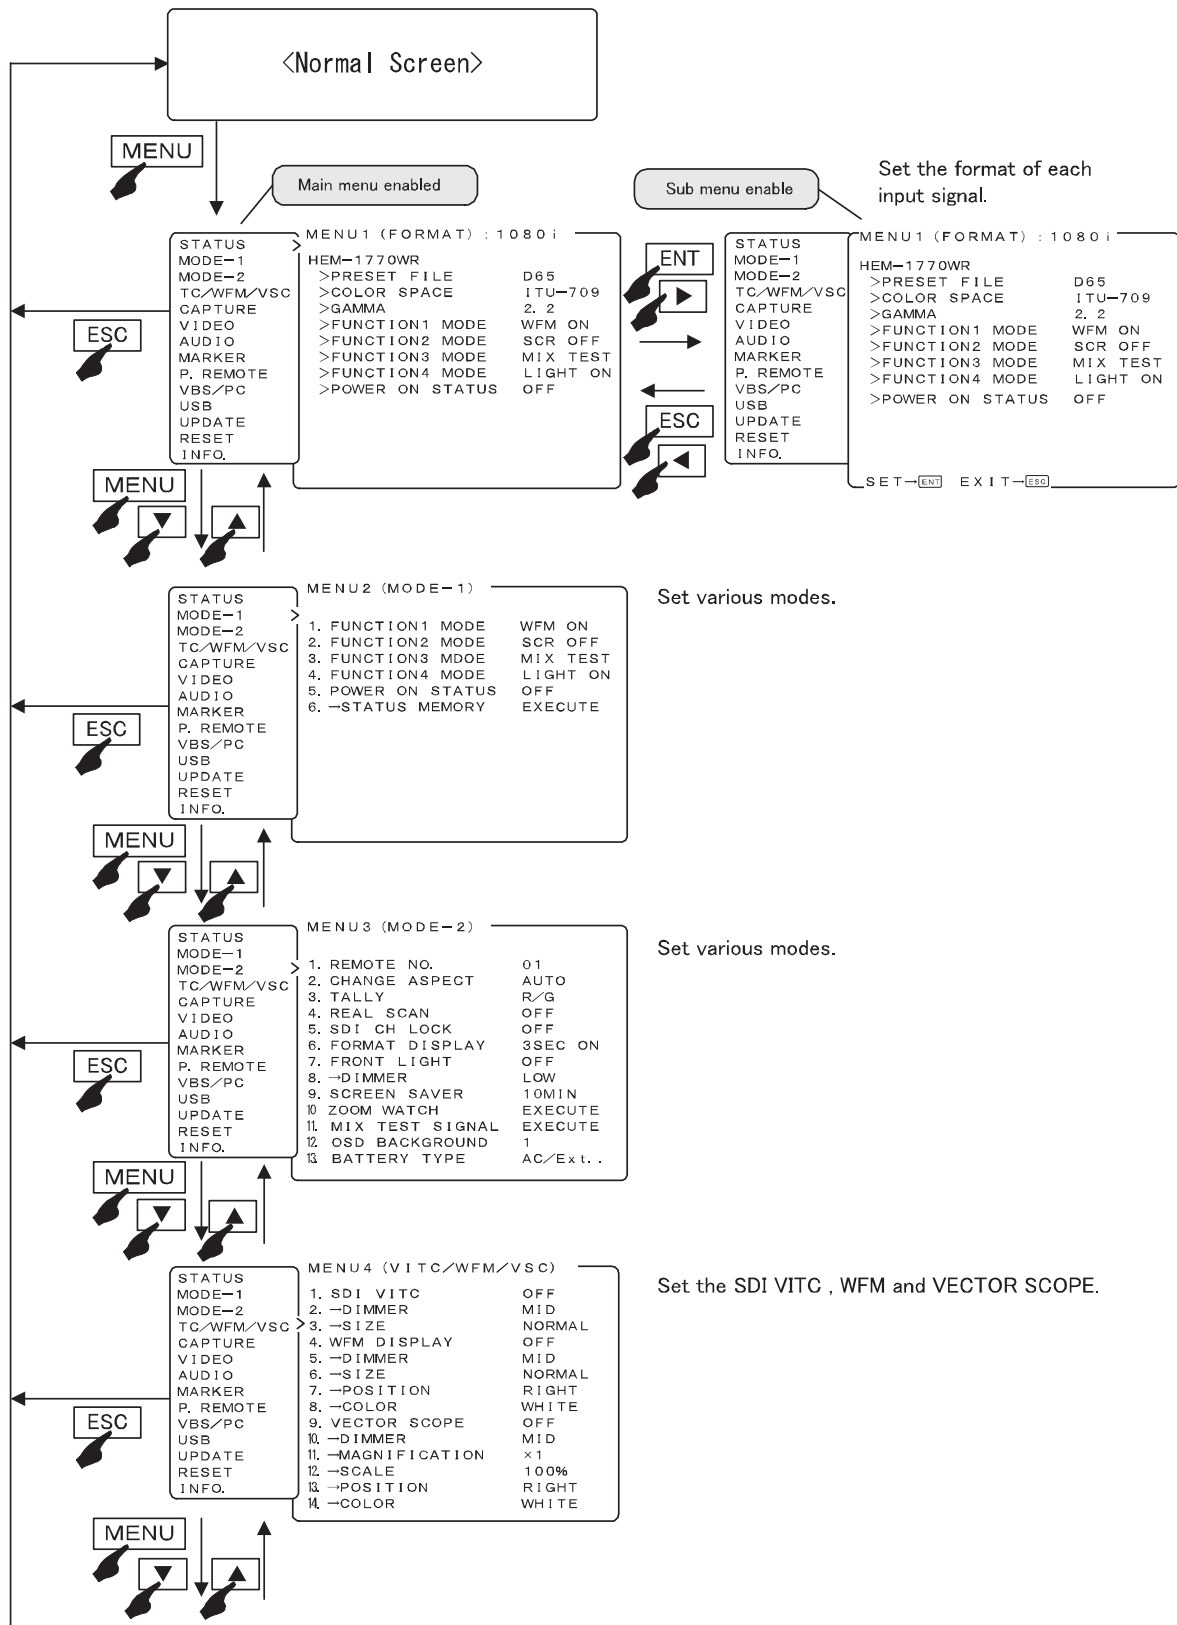 <Normal Screen>
MENU
Main menu enabled
Sub menu enable
Set the format of each
input signal.
STATUS
MODE-1
MODE-2
TC/WFM/VSC
CAPTURE
VIDEO
AUDIO
MARKER
P. REMOTE
VBS/PC
USB
UPDATE
RESET
INFO.
>
MENU1 (FORMAT) : 1080i
HEM-1770WR
>PRESET FILE D65
>COLOR SPACE ITU-709
>GAMMA 2. 2
>FUNCTION1 MODE WFM ON
>FUNCTION2 MODE SCR OFF
>FUNCTION3 MODE MIX TEST
>FUNCTION4 MODE LIGHT ON
>POWER ON STATUS OFF
ESC
ENT
▶
ESC
◀
STATUS
MODE-1
MODE-2
TC/WFM/VSC
CAPTURE
VIDEO
AUDIO
MARKER
P. REMOTE
VBS/PC
USB
UPDATE
RESET
INFO.
MENU1 (FORMAT) : 1080i
HEM-1770WR
>PRESET FILE D65
>COLOR SPACE ITU-709
>GAMMA 2. 2
>FUNCTION1 MODE WFM ON
>FUNCTION2 MODE SCR OFF
>FUNCTION3 MODE MIX TEST
>FUNCTION4 MODE LIGHT ON
>POWER ON STATUS OFF
SET→ENT EXIT→ESC
MENU
▼ ▲
STATUS
MODE-1
MODE-2
TC/WFM/VSC
CAPTURE
VIDEO
AUDIO
MARKER
P. REMOTE
VBS/PC
USB
UPDATE
RESET
INFO.
>
MENU2 (MODE-1)
1. FUNCTION1 MODE WFM ON
2. FUNCTION2 MODE SCR OFF
3. FUNCTION3 MDOE MIX TEST
4. FUNCTION4 MODE LIGHT ON
5. POWER ON STATUS OFF
6. →STATUS MEMORY EXECUTE
Set various modes.
ESC
MENU
▼ ▲
STATUS
MODE-1
MODE-2
TC/WFM/VSC
CAPTURE
VIDEO
AUDIO
MARKER
P. REMOTE
VBS/PC
USB
UPDATE
RESET
INFO.
>
MENU3 (MODE-2)
1. REMOTE NO. 01
2. CHANGE ASPECT AUTO
3. TALLY R/G
4. REAL SCAN OFF
5. SDI CH LOCK OFF
6. FORMAT DISPLAY 3SEC ON
7. FRONT LIGHT OFF
8. →DIMMER LOW
9. SCREEN SAVER 10MIN
10 ZOOM WATCH EXECUTE
11. MIX TEST SIGNAL EXECUTE
12. OSD BACKGROUND 1
13. BATTERY TYPE AC/Ext. .
Set various modes.
ESC
MENU
▼ ▲
STATUS
MODE-1
MODE-2
TC/WFM/VSC
CAPTURE
VIDEO
AUDIO
MARKER
P. REMOTE
VBS/PC
USB
UPDATE
RESET
INFO.
>
MENU4 (VITC/WFM/VSC)
1. SDI VITC OFF
2. →DIMMER MID
3. →SIZE NORMAL
4. WFM DISPLAY OFF
5. →DIMMER MID
6. →SIZE NORMAL
7. →POSITION RIGHT
8. →COLOR WHITE
9. VECTOR SCOPE OFF
10. →DIMMER MID
11. →MAGNIFICATION ×1
12. →SCALE 100%
13. →POSITION RIGHT
14. →COLOR WHITE
Set the SDI VITC , WFM and VECTOR SCOPE.
ESC
MENU
▼ ▲